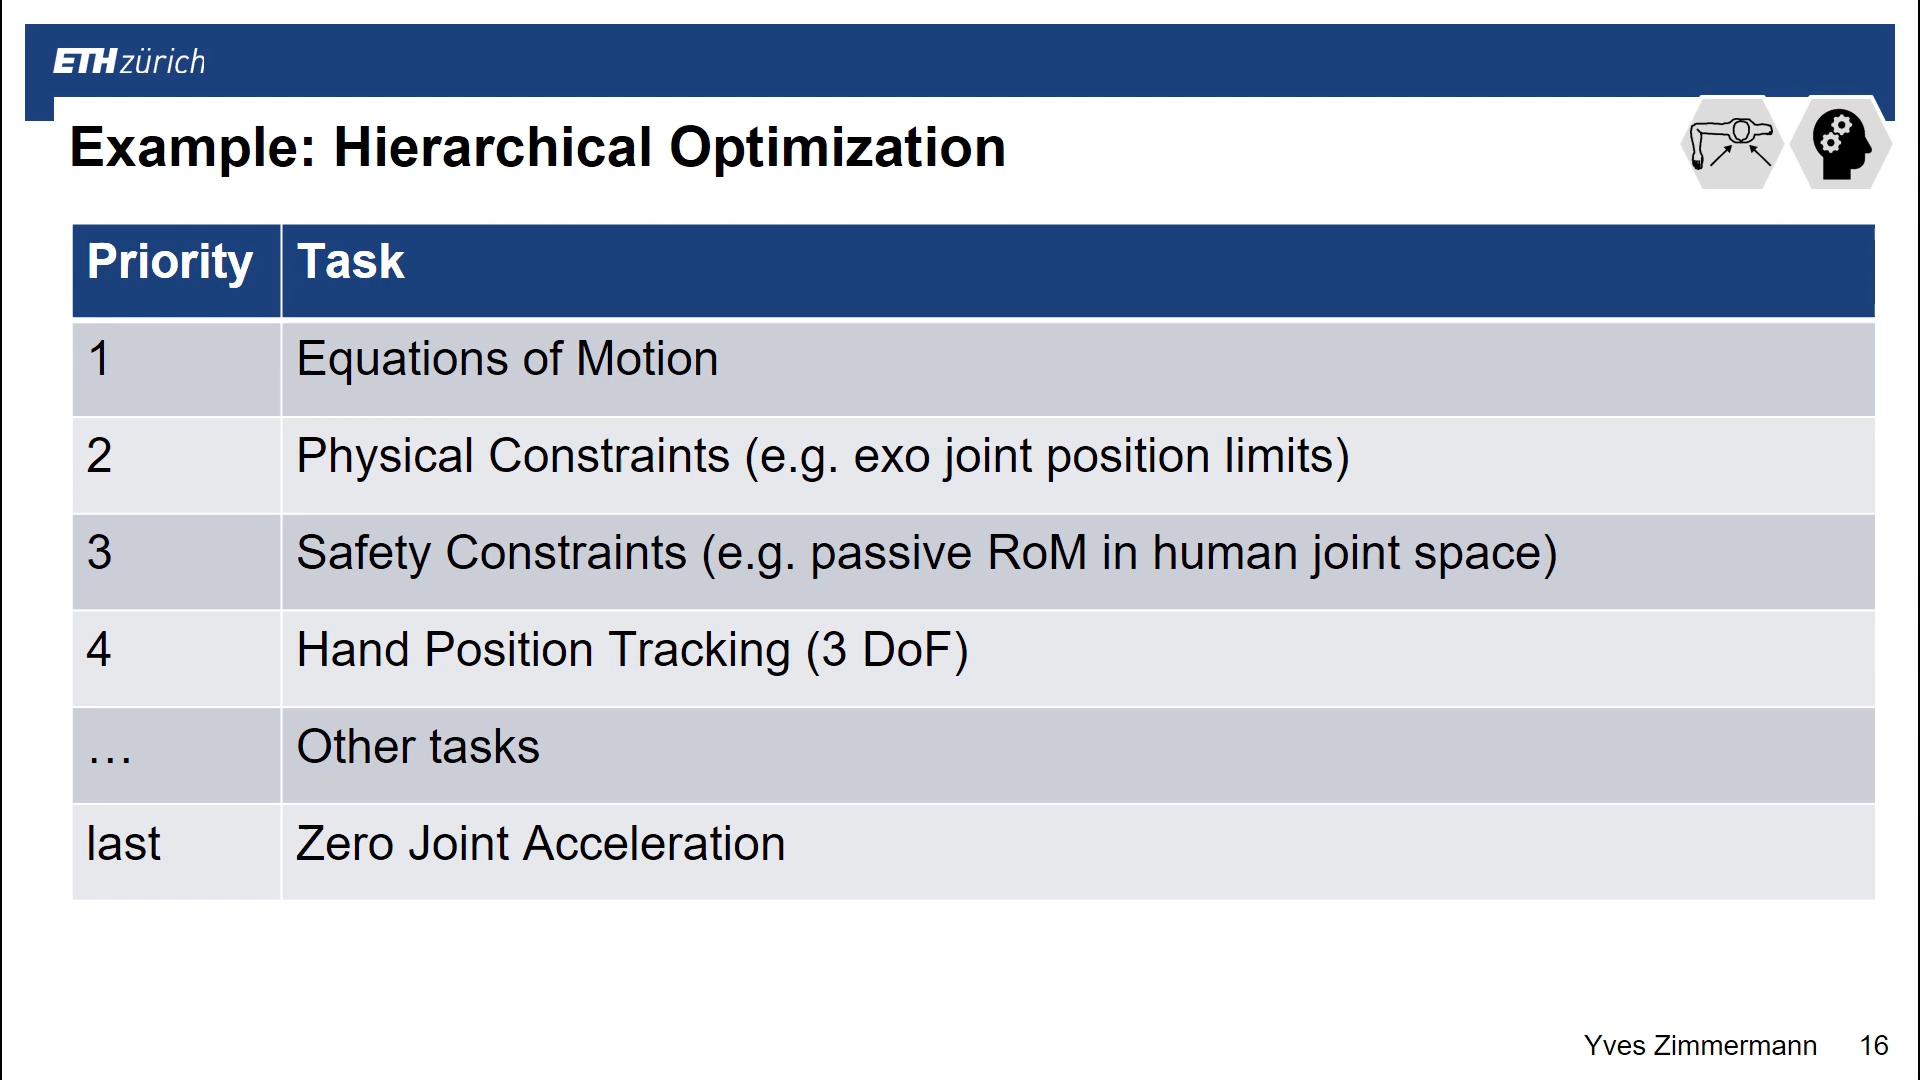 ETH zürich
Example: Hierarchical Optimization
Priority Task
1 Equations of Motion
2 Physical Constraints (e.g. exo joint position limits)
3 Safety Constraints (e.g. passive RoM in human joint space)
4 Hand Position Tracking (3 DoF)
… Other tasks
last Zero Joint Acceleration
Yves Zimmermann 16